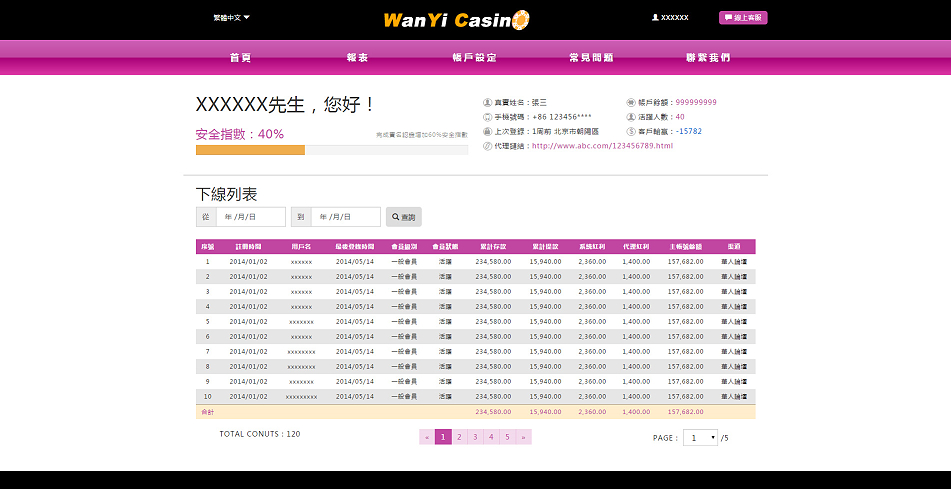 繁體中文
WanYi Casino
XXXXXX
線上客服
首頁 報表 帳戶設定 常見問題 聯繫我們
XXXXXX先生，您好！
安全指數：40%
完成實名認證增加60%安全指數
真實姓名：張三
手機號碼：+86 123456****
上次登錄：1周前 北京市朝陽區
代理鏈結：http://www.abc.com/123456789.html
帳戶餘額：999999999
活躍人數：40
客戶輸贏：-15782
下線列表
從 年 /月/日 到 年 /月/日 查詢
序號 註冊時間 用戶名 最後登錄時間 會員級別 會員狀態 累計存款 累計提款 系統紅利 代理紅利 主帳號餘額 渠道
1 2014/01/02 xxxxxx 2014/05/14 一般會員 活躍 234,580.00 15,940.00 2,360.00 1,400.00 157,682.00 華人論壇
2 2014/01/02 xxxxxx 2014/05/14 一般會員 活躍 234,580.00 15,940.00 2,360.00 1,400.00 157,682.00 華人論壇
3 2014/01/02 xxxxxx 2014/05/14 一般會員 活躍 234,580.00 15,940.00 2,360.00 1,400.00 157,682.00 華人論壇
4 2014/01/02 xxxxxx 2014/05/14 一般會員 活躍 234,580.00 15,940.00 2,360.00 1,400.00 157,682.00 華人論壇
5 2014/01/02 xxxxxxx 2014/05/14 一般會員 活躍 234,580.00 15,940.00 2,360.00 1,400.00 157,682.00 華人論壇
6 2014/01/02 xxxxxx 2014/05/14 一般會員 活躍 234,580.00 15,940.00 2,360.00 1,400.00 157,682.00 華人論壇
7 2014/01/02 xxxxxxxx 2014/05/14 一般會員 活躍 234,580.00 15,940.00 2,360.00 1,400.00 157,682.00 華人論壇
8 2014/01/02 xxxxxxxx 2014/05/14 一般會員 活躍 234,580.00 15,940.00 2,360.00 1,400.00 157,682.00 華人論壇
9 2014/01/02 xxxxxxx 2014/05/14 一般會員 活躍 234,580.00 15,940.00 2,360.00 1,400.00 157,682.00 華人論壇
10 2014/01/02 xxxxxxxxx 2014/05/14 一般會員 活躍 234,580.00 15,940.00 2,360.00 1,400.00 157,682.00 華人論壇
合計 234,580.00 15,940.00 2,360.00 1,400.00 157,682.00
TOTAL CONUTS：120
« 1 2 3 4 5 »
PAGE： 1 /5